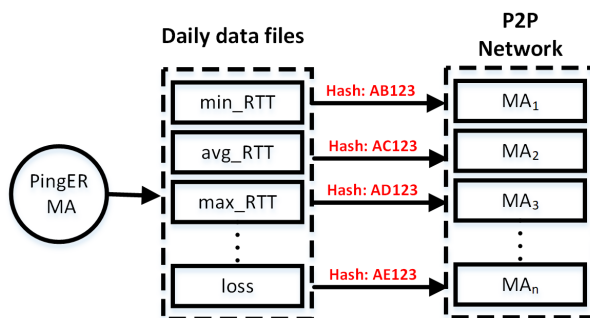 Daily data files
P2P
Network
PingER
MA
min_RTT
Hash: AB123
MA₁
avg_RTT
Hash: AC123
MA₂
max_RTT
Hash: AD123
MA₃
loss
Hash: AE123
MAₙ